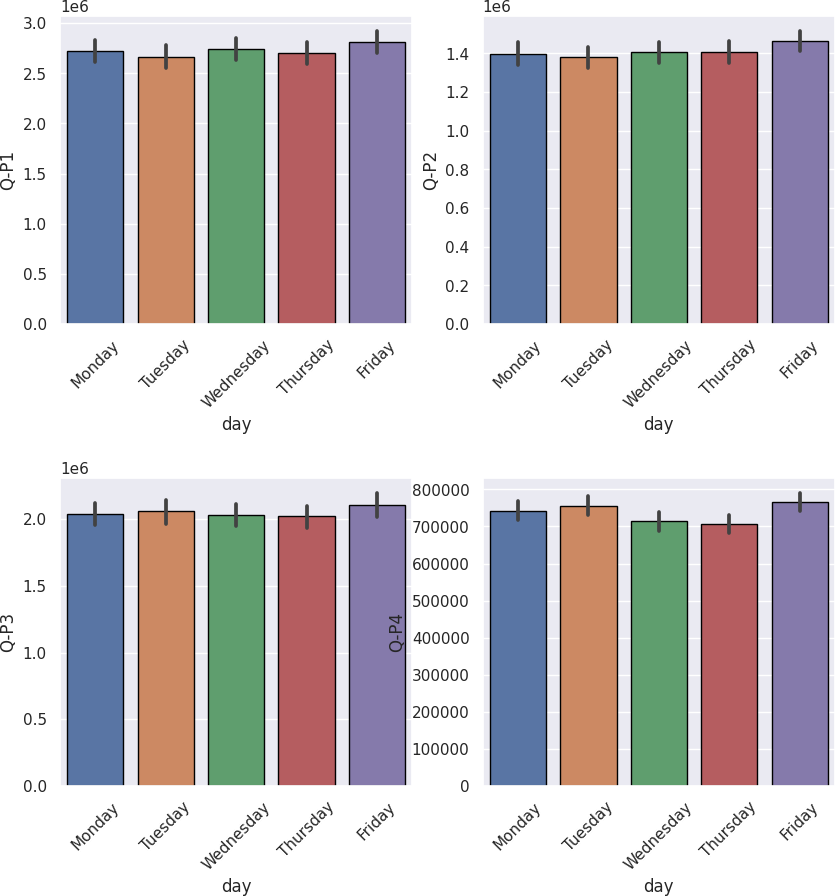 1e6
3.0
2.5
2.0
1.5
1.0
0.5
0.0
Q-P1
Monday
Tuesday
Wednesday
Thursday
Friday
day
1e6
1.4
1.2
1.0
0.8
0.6
0.4
0.2
0.0
Q-P2
Monday
Tuesday
Wednesday
Thursday
Friday
day
1e6
2.0
1.5
1.0
0.5
0.0
Q-P3
Monday
Tuesday
Wednesday
Thursday
Friday
day
800000
700000
600000
500000
400000
300000
200000
100000
0
Q-P4
Monday
Tuesday
Wednesday
Thursday
Friday
day